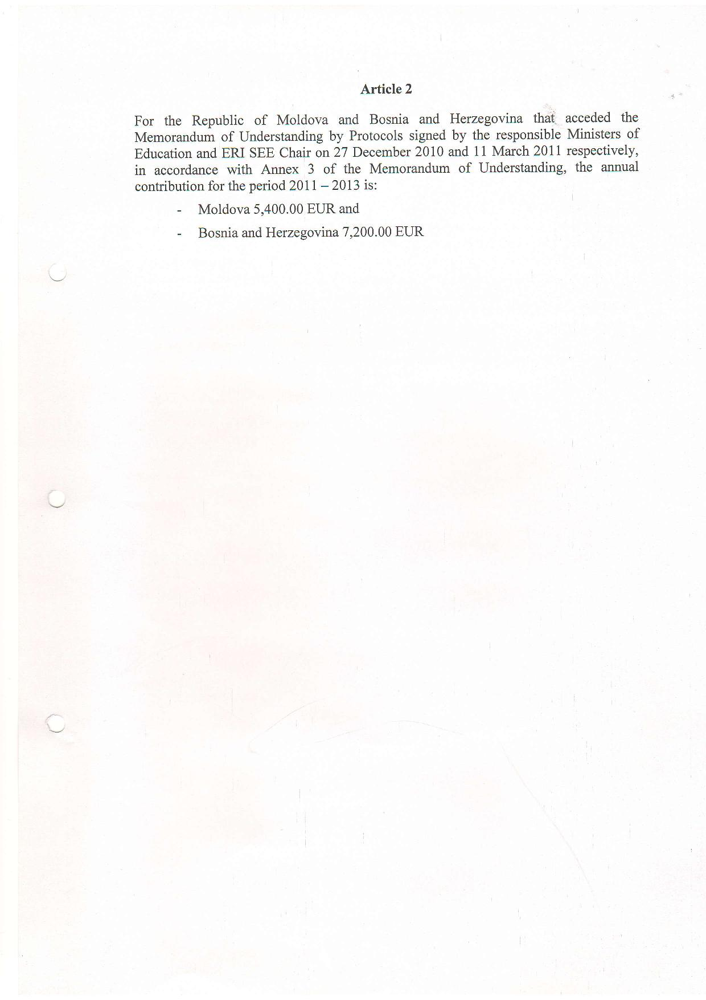 Article 2
For the Republic of Moldova and Bosnia and Herzegovina that acceded the
Memorandum of Understanding by Protocols signed by the responsible Ministers of
Education and ERI SEE Chair on 27 December 2010 and 11 March 2011 respectively,
in accordance with Annex 3 of the Memorandum of Understanding, the annual
contribution for the period 2011 – 2013 is:
- Moldova 5,400.00 EUR and
- Bosnia and Herzegovina 7,200.00 EUR